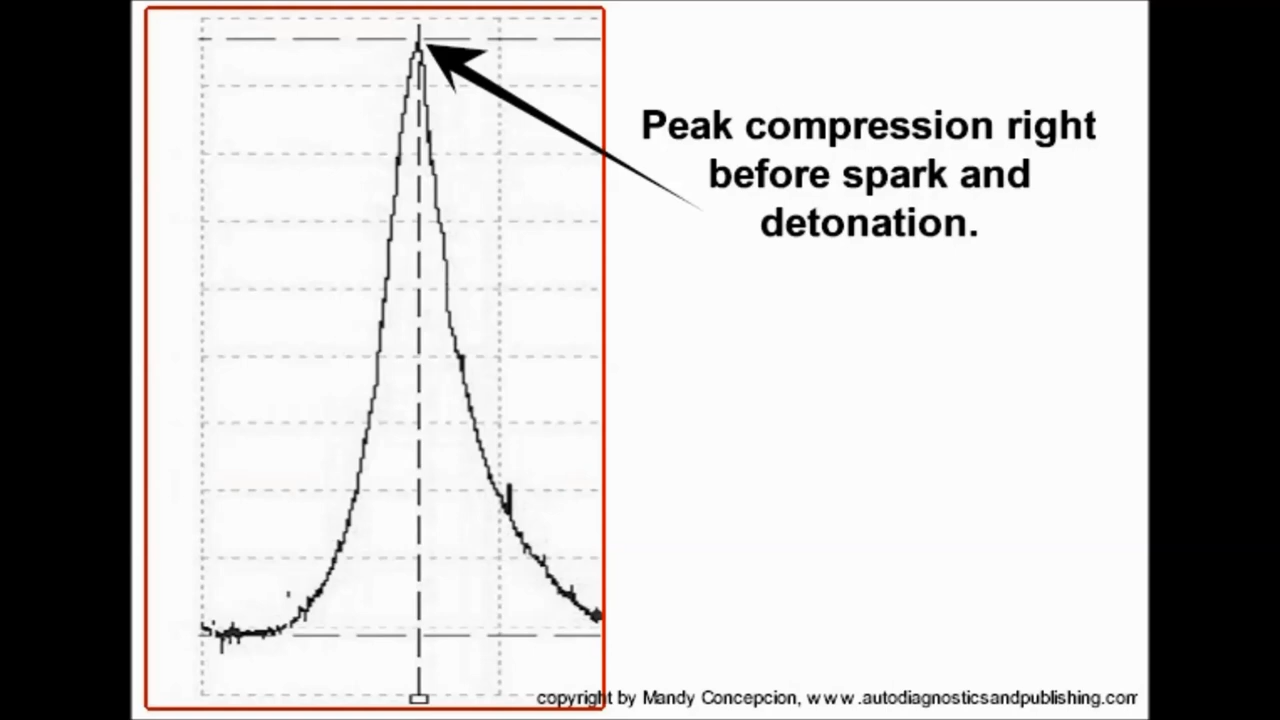 Peak compression right
before spark and
detonation.
copyright by Mandy Concepcion, www.autodiagnosticsandpublishing.com